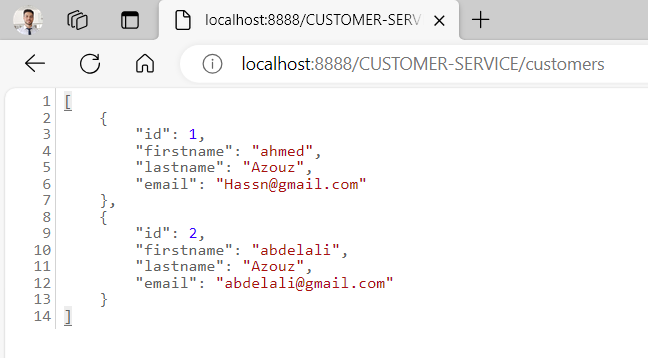 localhost:8888/CUSTOMER-SERV
localhost:8888/CUSTOMER-SERVICE/customers
1 [
2 {
3 "id": 1,
4 "firstname": "ahmed",
5 "lastname": "Azouz",
6 "email": "Hassn@gmail.com"
7 },
8 {
9 "id": 2,
10 "firstname": "abdelali",
11 "lastname": "Azouz",
12 "email": "abdelali@gmail.com"
13 }
14 ]